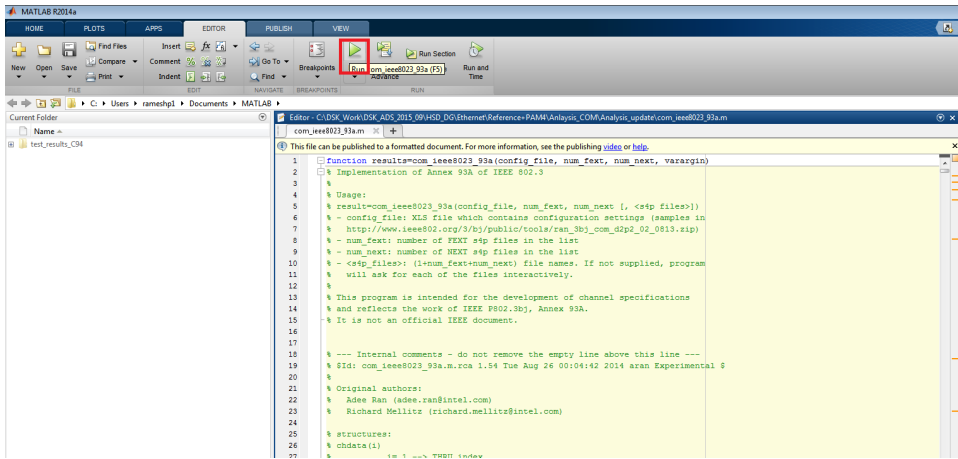 MATLAB R2014a
HOME PLOTS APPS EDITOR PUBLISH VIEW
New Open Save Find Files Compare Print
Insert fx Comment Indent
Go To Find
Breakpoints
Run com_ieee8023_93a (F5)
Advance
Run Section
Run and Time
FILE EDIT NAVIGATE BREAKPOINTS RUN
C: Users rameshp1 Documents MATLAB
Current Folder
Name
test_results_C94
Editor - C:\DSK_Work\DSK_ADS_2015_09\HSD_DG\Ethernet\Reference+PAM4\Anlaysis_COM\Analysis_update\com_ieee8023_93a.m
com_ieee8023_93a.m
This file can be published to a formatted document. For more information, see the publishing video or help.
1 function results=com_ieee8023_93a(config_file, num_fext, num_next, varargin)
2 % Implementation of Annex 93A of IEEE 802.3
3 %
4 % Usage:
5 % result=com_ieee8023_93a(config_file, num_fext, num_next [, <s4p files>])
6 % - config_file: XLS file which contains configuration settings (samples in
7 % http://www.ieee802.org/3/bj/public/tools/ran_3bj_com_d2p2_02_0813.zip)
8 % - num_fext: number of FEXT s4p files in the list
9 % - num_next: number of NEXT s4p files in the list
10 % - <s4p_files>: (1+num_fext+num_next) file names. If not supplied, program
11 % will ask for each of the files interactively.
12 %
13 % This program is intended for the development of channel specifications
14 % and reflects the work of IEEE P802.3bj, Annex 93A.
15 % It is not an official IEEE document.
16
17
18 % --- Internal comments - do not remove the empty line above this line ---
19 % $Id: com_ieee8023_93a.m.rca 1.54 Tue Aug 26 00:04:42 2014 aran Experimental $
20 %
21 % Original authors:
22 % Adee Ran (adee.ran@intel.com)
23 % Richard Mellitz (richard.mellitz@intel.com)
24
25 % structures:
26 % chdata(i)
27 % i= 1 --> THRU index